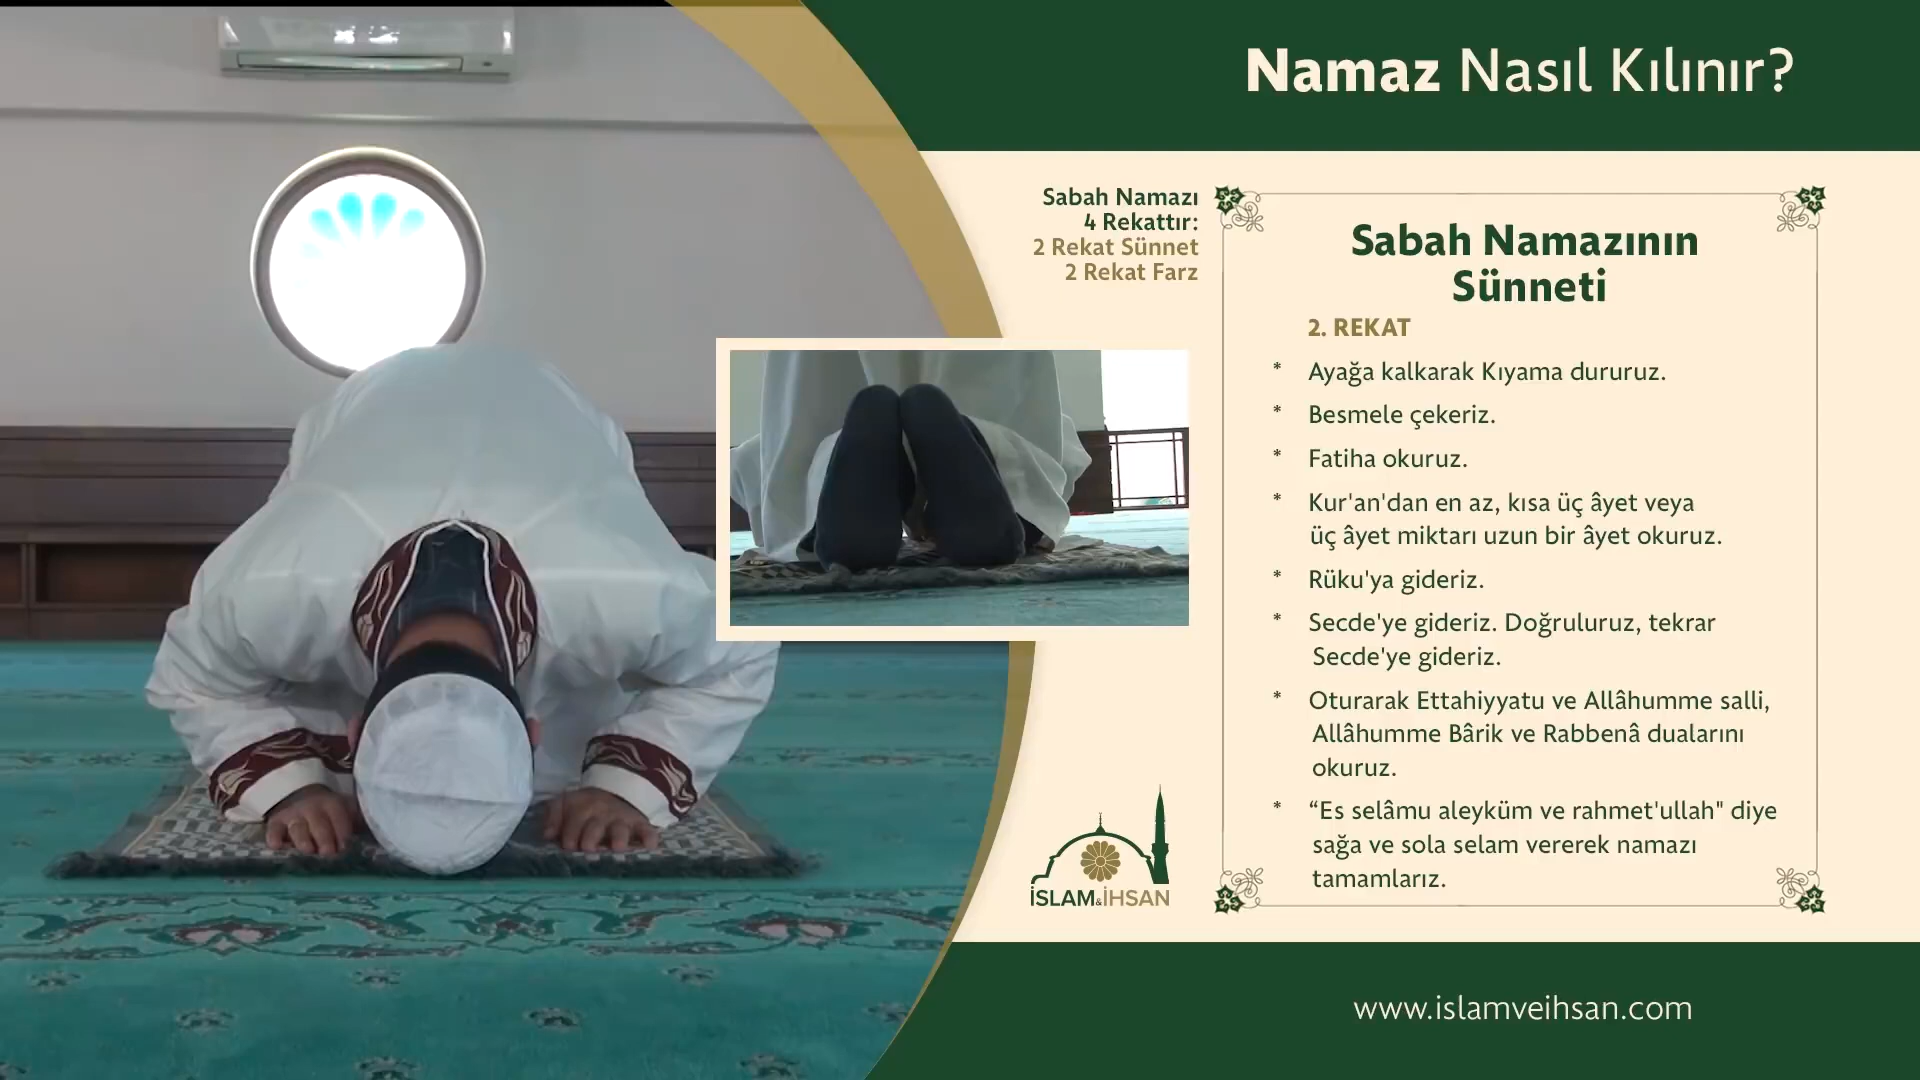 Namaz Nasıl Kılınır?
Sabah Namazı
4 Rekattır:
2 Rekat Sünnet
2 Rekat Farz
Sabah Namazının
Sünneti
2. REKAT
* Ayağa kalkarak Kıyama dururuz.
* Besmele çekeriz.
* Fatiha okuruz.
* Kur'an'dan en az, kısa üç âyet veya
üç âyet miktarı uzun bir âyet okuruz.
* Rüku'ya gideriz.
* Secde'ye gideriz. Doğruluruz, tekrar
Secde'ye gideriz.
* Oturarak Ettahiyyatu ve Allâhumme salli,
Allâhumme Bârik ve Rabbenâ dualarını
okuruz.
* “Es selâmu aleyküm ve rahmet'ullah" diye
sağa ve sola selam vererek namazı
tamamlarız.
İSLAM&İHSAN
www.islamveihsan.com